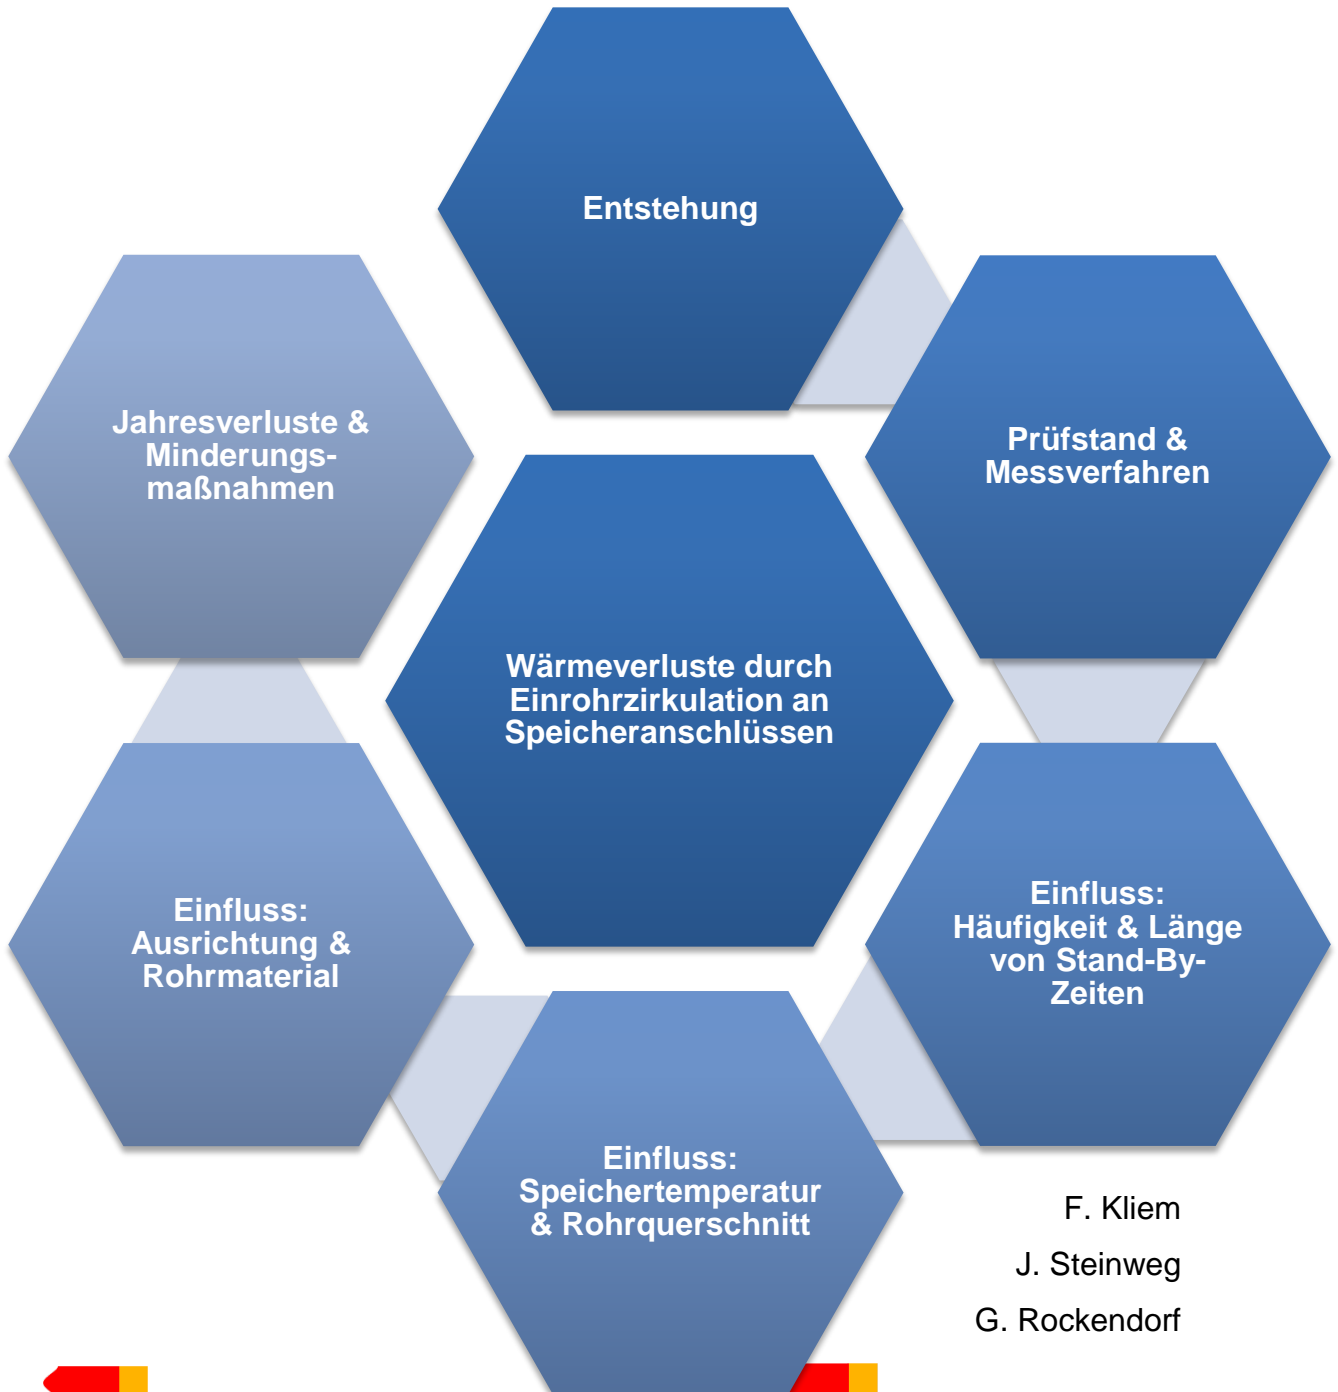 Entstehung
Prüfstand &
Messverfahren
Einfluss:
Häufigkeit & Länge
von Stand-By-
Zeiten
Einfluss:
Speichertemperatur
& Rohrquerschnitt
Einfluss:
Ausrichtung &
Rohrmaterial
Jahresverluste &
Minderungs-
maßnahmen
Wärmeverluste durch
Einrohrzirkulation an
Speicheranschlüssen
F. Kliem
J. Steinweg
G. Rockendorf